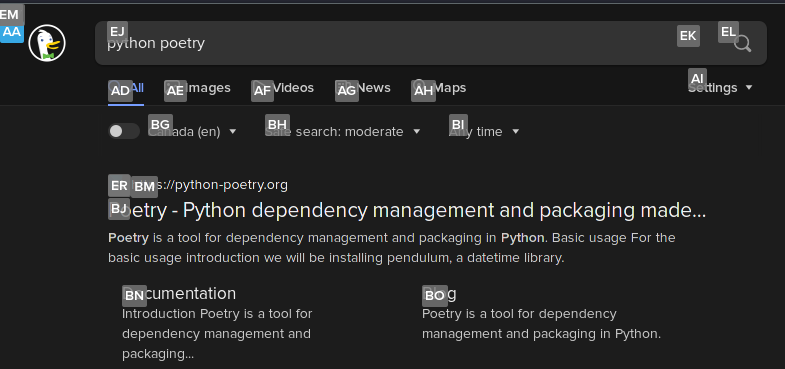 EM
AA
EJ
python poetry
EK
EL
AD All
AE Images
AF Videos
AG News
AH Maps
AI Settings
BG Canada (en)
BH Safe search: moderate
BI Any time
ER BM https://python-poetry.org
BJ Poetry - Python dependency management and packaging made...
Poetry is a tool for dependency management and packaging in Python. Basic usage For the
basic usage introduction we will be installing pendulum, a datetime library.
BN Documentation
Introduction Poetry is a tool for
dependency management and
packaging...
BO Blog
Poetry is a tool for dependency
management and packaging in Python.